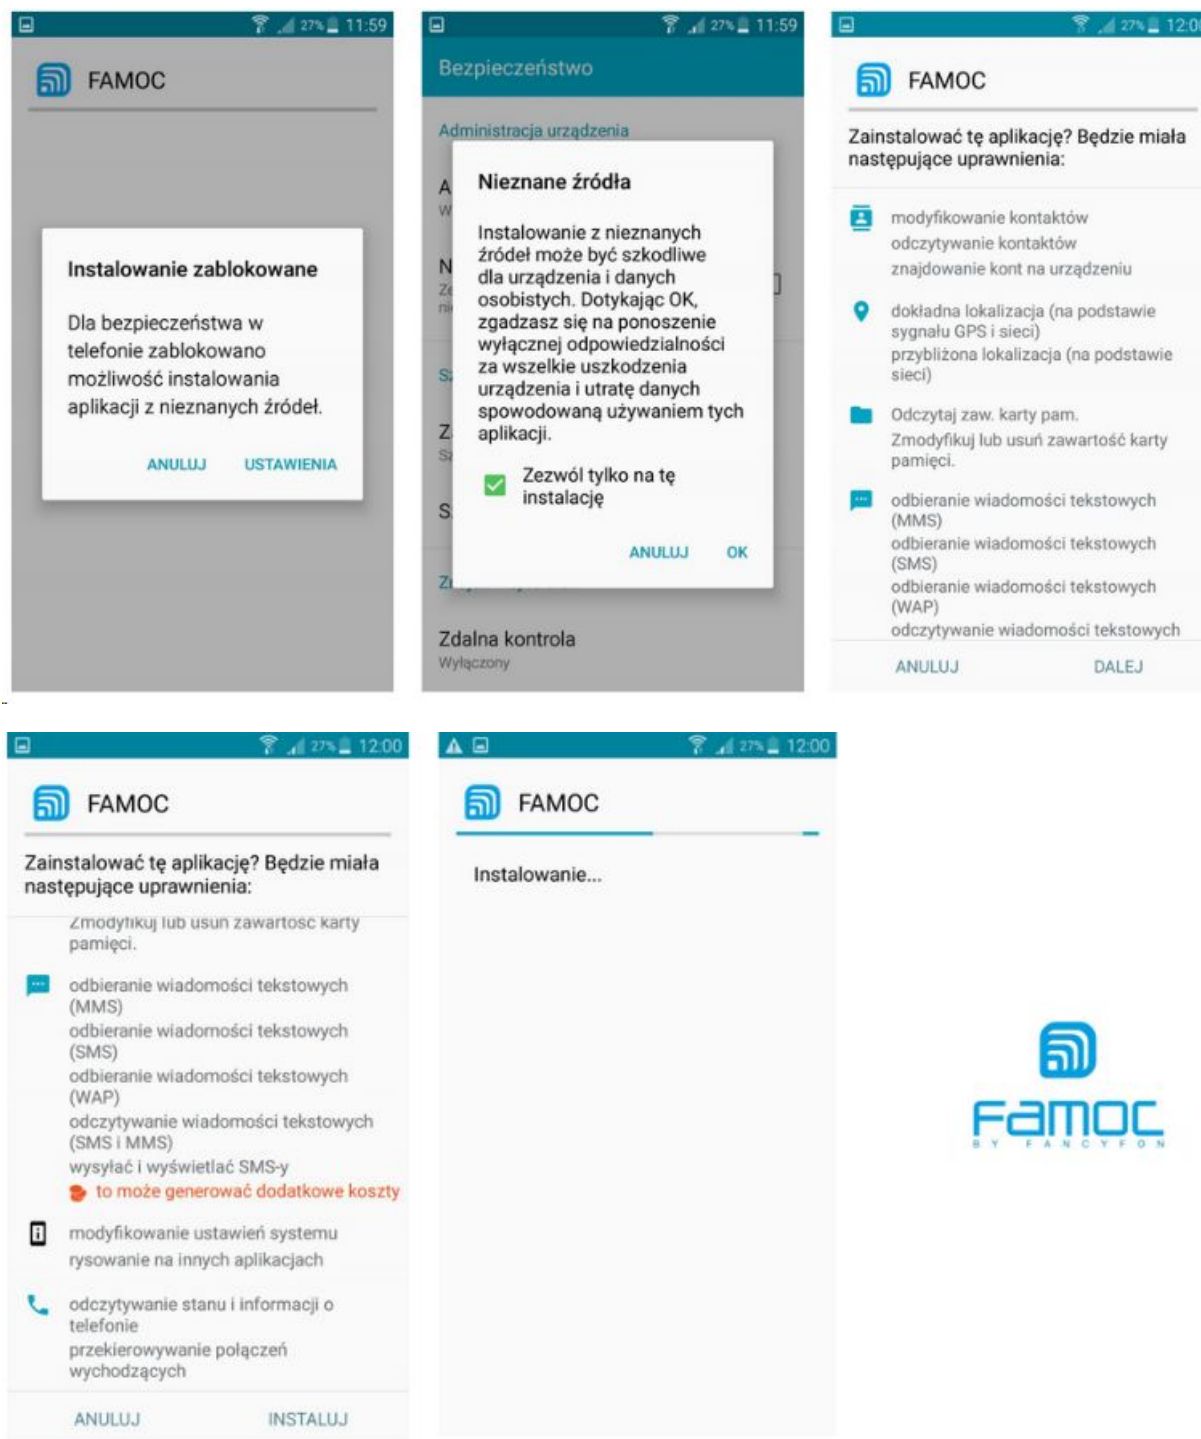 27% 11:59
FAMOC
Instalowanie zablokowane
Dla bezpieczeństwa w
telefonie zablokowano
możliwość instalowania
aplikacji z nieznanych źródeł.
ANULUJ USTAWIENIA
27% 11:59
Bezpieczeństwo
Administracja urządzenia
A
W
N
Ze
nie
Nieznane źródła
Instalowanie z nieznanych
źródeł może być szkodliwe
dla urządzenia i danych
osobistych. Dotykając OK,
zgadzasz się na ponoszenie
wyłącznej odpowiedzialności
za wszelkie uszkodzenia
urządzenia i utratę danych
spowodowaną używaniem tych
aplikacji.
Zezwól tylko na tę
instalację
ANULUJ OK
Zdalna kontrola
Wyłączony
27% 12:00
FAMOC
Zainstalować tę aplikację? Będzie miała
następujące uprawnienia:
modyfikowanie kontaktów
odczytywanie kontaktów
znajdowanie kont na urządzeniu
dokładna lokalizacja (na podstawie
sygnału GPS i sieci)
przybliżona lokalizacja (na podstawie
sieci)
Odczytaj zaw. karty pam.
Zmodyfikuj lub usuń zawartość karty
pamięci.
odbieranie wiadomości tekstowych
(MMS)
odbieranie wiadomości tekstowych
(SMS)
odbieranie wiadomości tekstowych
(WAP)
odczytywanie wiadomości tekstowych
ANULUJ DALEJ
27% 12:00
FAMOC
Zainstalować tę aplikację? Będzie miała
następujące uprawnienia:
Zmodyfikuj lub usuń zawartość karty
pamięci.
odbieranie wiadomości tekstowych
(MMS)
odbieranie wiadomości tekstowych
(SMS)
odbieranie wiadomości tekstowych
(WAP)
odczytywanie wiadomości tekstowych
(SMS i MMS)
wysyłać i wyświetlać SMS-y
to może generować dodatkowe koszty
modyfikowanie ustawień systemu
rysowanie na innych aplikacjach
odczytywanie stanu i informacji o
telefonie
przekierowywanie połączeń
wychodzących
ANULUJ INSTALUJ
27% 12:00
FAMOC
Instalowanie...
Famoc
BY FANCYFON